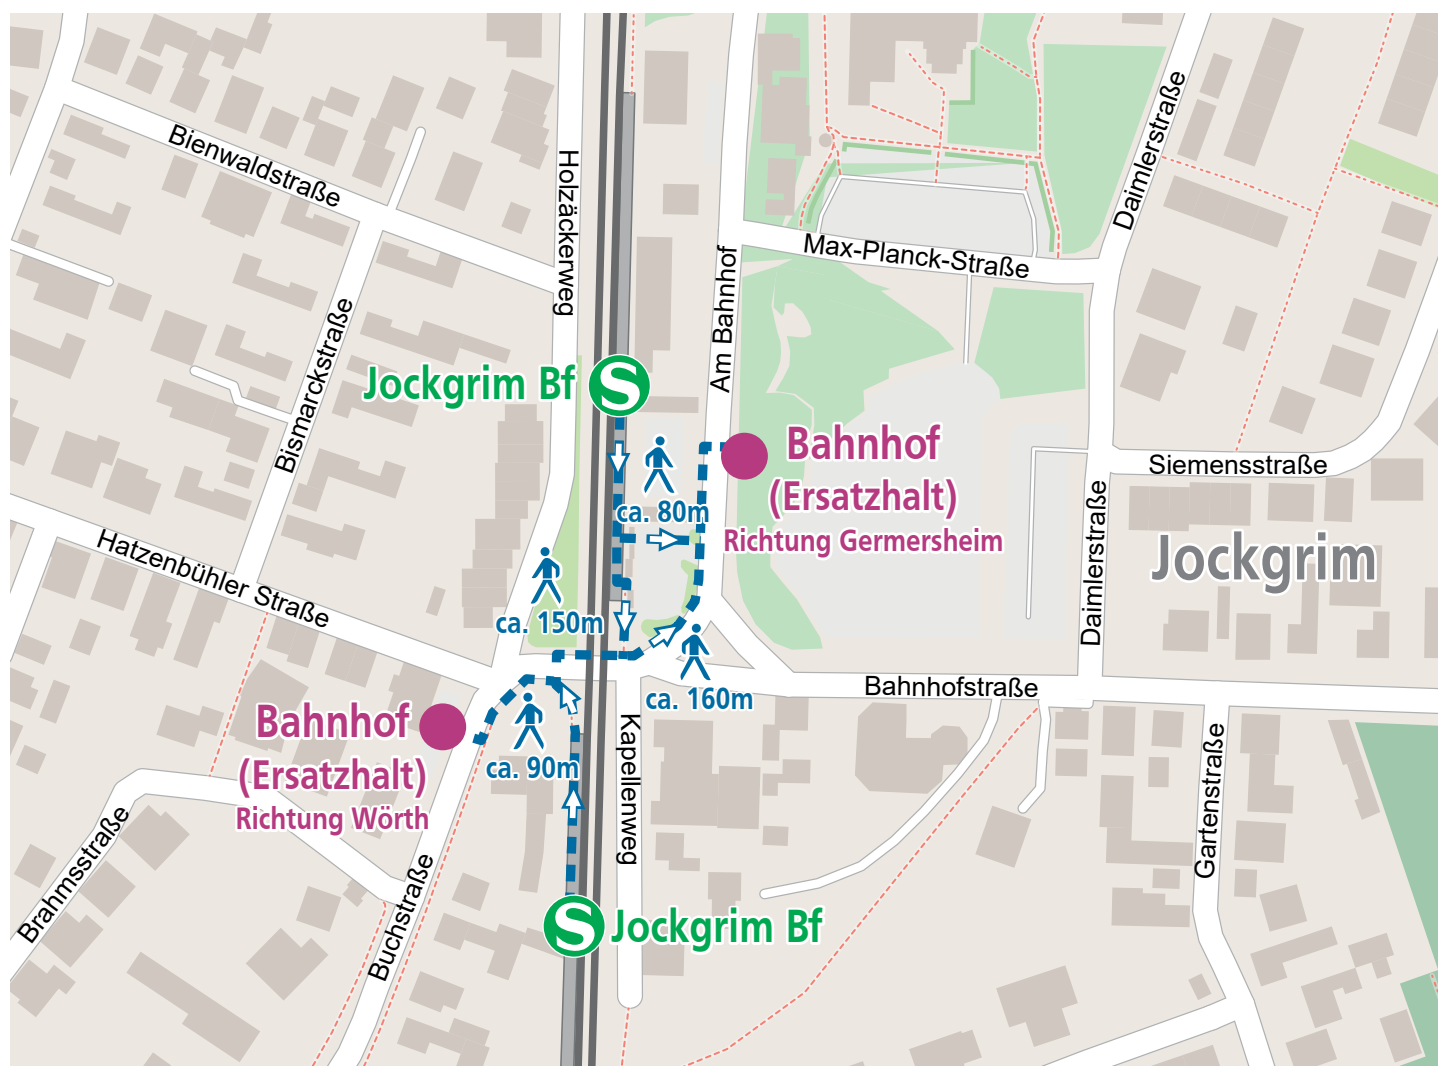 Bienwaldstraße
Holzäckerweg
Daimlerstraße
Max-Planck-Straße
Am Bahnhof
Bismarckstraße
Jockgrim Bf
S
Bahnhof
(Ersatzhalt)
Richtung Germersheim
Siemensstraße
ca. 80m
Jockgrim
Hatzenbühler Straße
Daimlerstraße
ca. 150m
ca. 160m
Bahnhofstraße
Bahnhof
(Ersatzhalt)
Richtung Wörth
ca. 90m
Kapellenweg
Gartenstraße
Brahmsstraße
Buchstraße
S
Jockgrim Bf